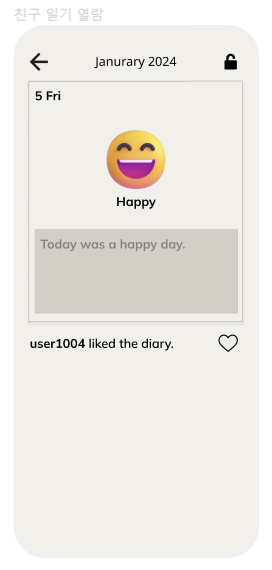 친구 일기 열람
Janurary 2024
5 Fri
Happy
Today was a happy day.
user1004 liked the diary.